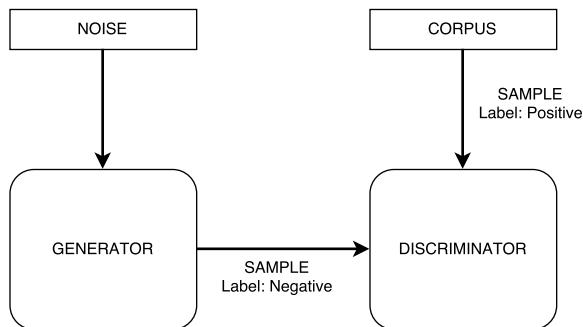 NOISE
CORPUS
SAMPLE
Label: Positive
GENERATOR
DISCRIMINATOR
SAMPLE
Label: Negative